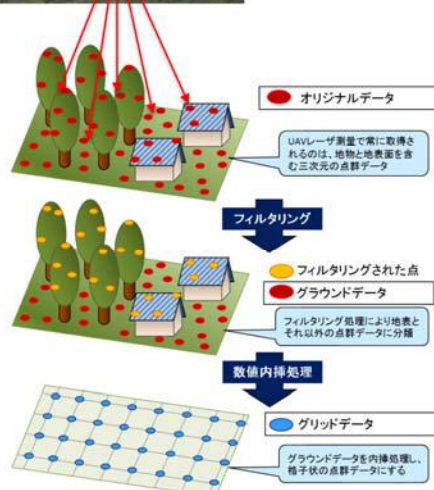 オリジナルデータ
UAVレーザ測量で常に取得さ
れるのは、地物と地表面を含
む三次元の点群データ
フィルタリング
フィルタリングされた点
グラウンドデータ
フィルタリング処理により地表と
それ以外の点群データに分類
数値内挿処理
グリッドデータ
グラウンドデータを内挿処理し、
格子状の点群データにする